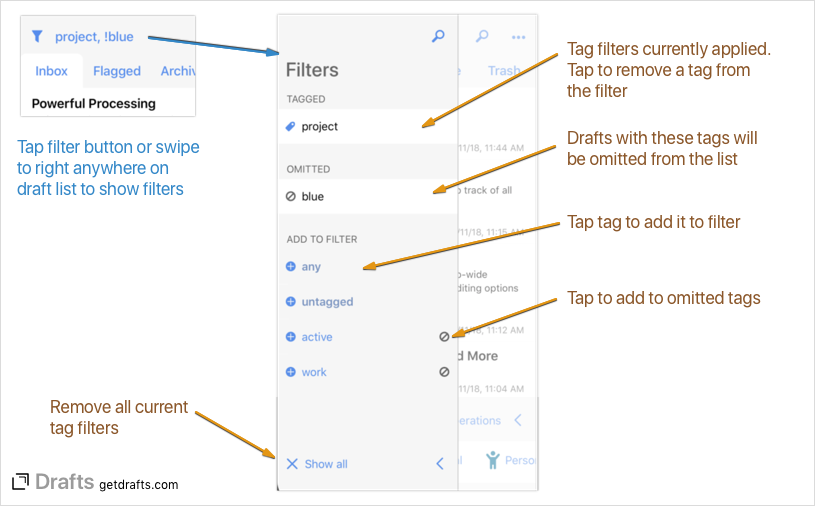 project, !blue
Inbox Flagged Archiv
Powerful Processing
Tap filter button or swipe
to right anywhere on
draft list to show filters
Filters
TAGGED
project
OMITTED
blue
ADD TO FILTER
any
untagged
active
work
Show all
Trash
/11/18, 11:44 AM
track of all
/11/18, 11:15 AM
-wide
diting options
/11/18, 11:12 AM
d More
/11/18, 11:04 AM
erations
Perso
Tag filters currently applied.
Tap to remove a tag from
the filter
Drafts with these tags will
be omitted from the list
Tap tag to add it to filter
Tap to add to omitted tags
Remove all current
tag filters
Drafts getdrafts.com